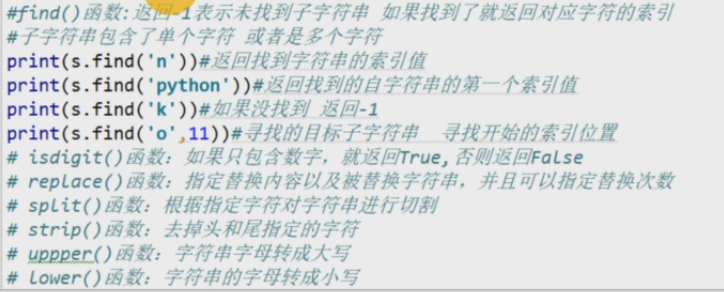 #find()函数:返回-1表示未找到子字符串 如果找到了就返回对应字符的索引
#子字符串包含了单个字符 或者是多个字符
print(s.find('n'))#返回找到字符串的索引值
print(s.find('python'))#返回找到的自字符串的第一个索引值
print(s.find('k'))#如果没找到 返回-1
print(s.find('o',11))#寻找的目标子字符串  寻找开始的索引位置
# isdigit()函数：如果只包含数字，就返回True,否则返回False
# replace()函数：指定替换内容以及被替换字符串，并且可以指定替换次数
# split()函数：根据指定字符对字符串进行切割
# strip()函数：去掉头和尾指定的字符
# uppper()函数：字符串字母转成大写
# lower()函数：字符串的字母转成小写